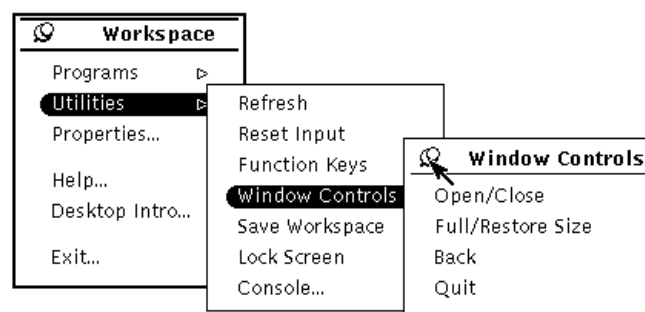 Workspace
Programs
Utilities
Properties...
Help...
Desktop Intro...
Exit...
Refresh
Reset Input
Function Keys
Window Controls
Save Workspace
Lock Screen
Console...
Window Controls
Open/Close
Full/Restore Size
Back
Quit